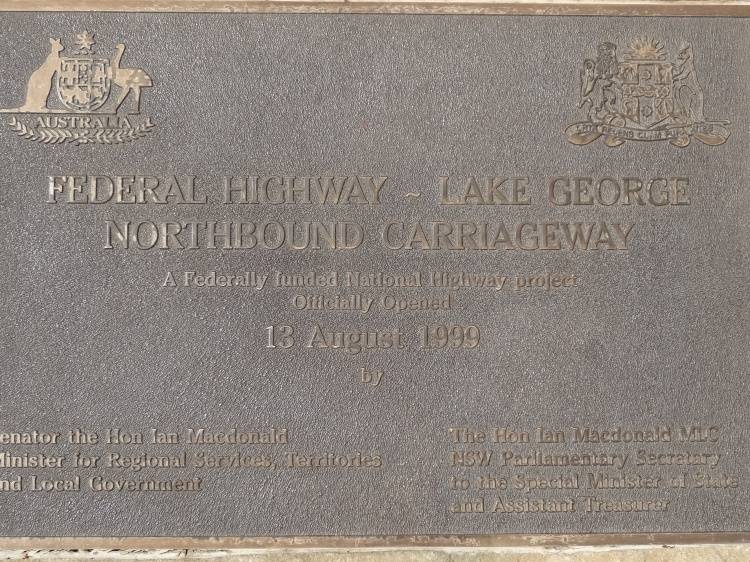 AUSTRALIA
FEDERAL HIGHWAY ~ LAKE GEORGE
NORTHBOUND CARRIAGEWAY
A Federally funded National Highway project
Officially Opened
13 August 1999
by
enator the Hon Ian Macdonald
Minister for Regional Services, Territories
nd Local Government
The Hon Ian Macdonald MLC
NSW Parliamentary Secretary
to the Special Minister of State
and Assistant Treasurer